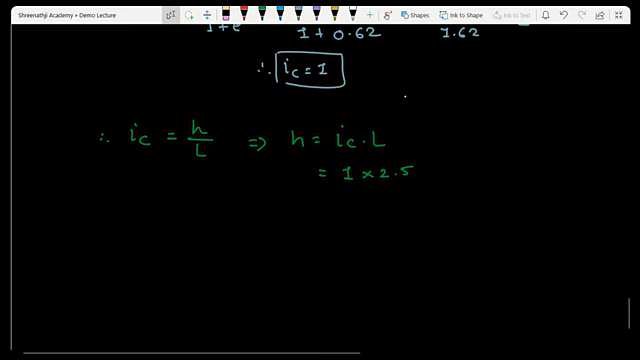 Shreenathji Academy » Demo Lecture
Shapes
Ink to Shape
Ink to Text
1+e 1 + 0.62 1.62
∴ ic = 1
∴ ic = h/L ⇒ h = ic · L
= 1 × 2.5